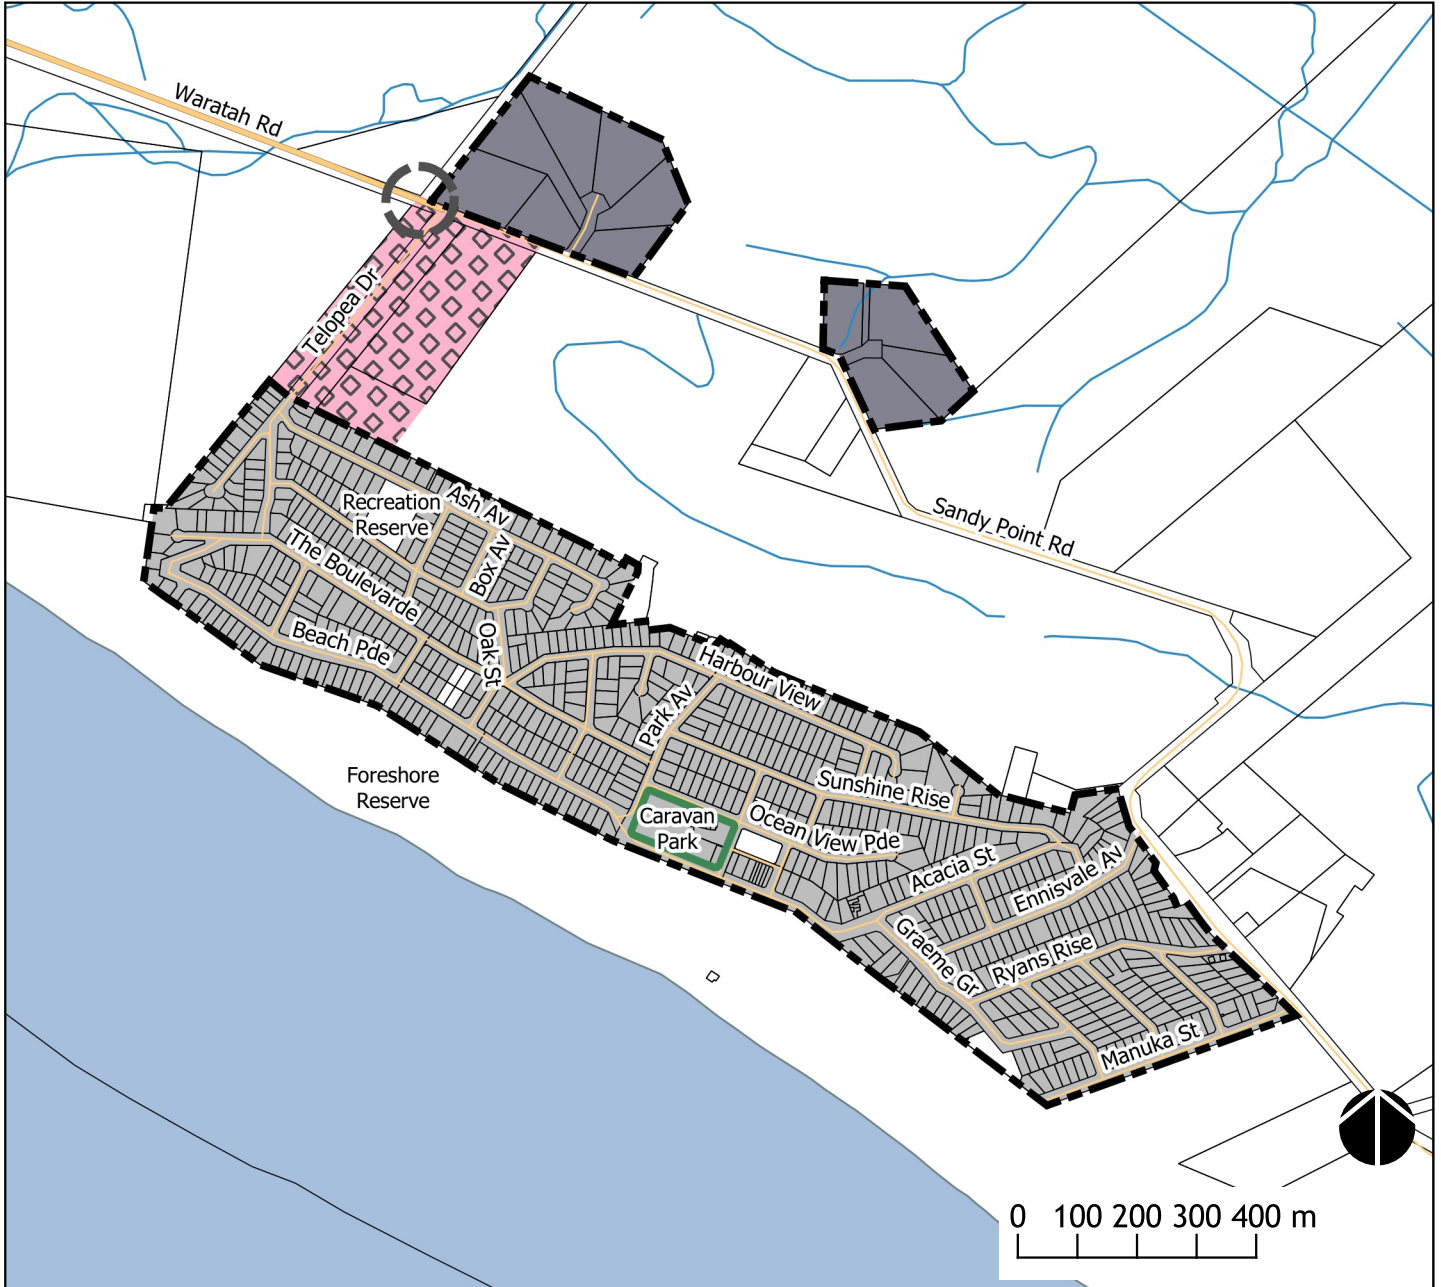 Waratah Rd
Telopea Dr
Recreation
Reserve
Ash Av
Box Av
The Boulevarde
Beach Pde
Oak St
Sandy Point Rd
Harbour View
Park Av
Foreshore
Reserve
Sunshine Rise
Caravan
Park
Ocean View Pde
Acacia St
Ennisvale Av
Graeme Gr
Ryans Rise
Manuka St
0 100 200 300 400 m